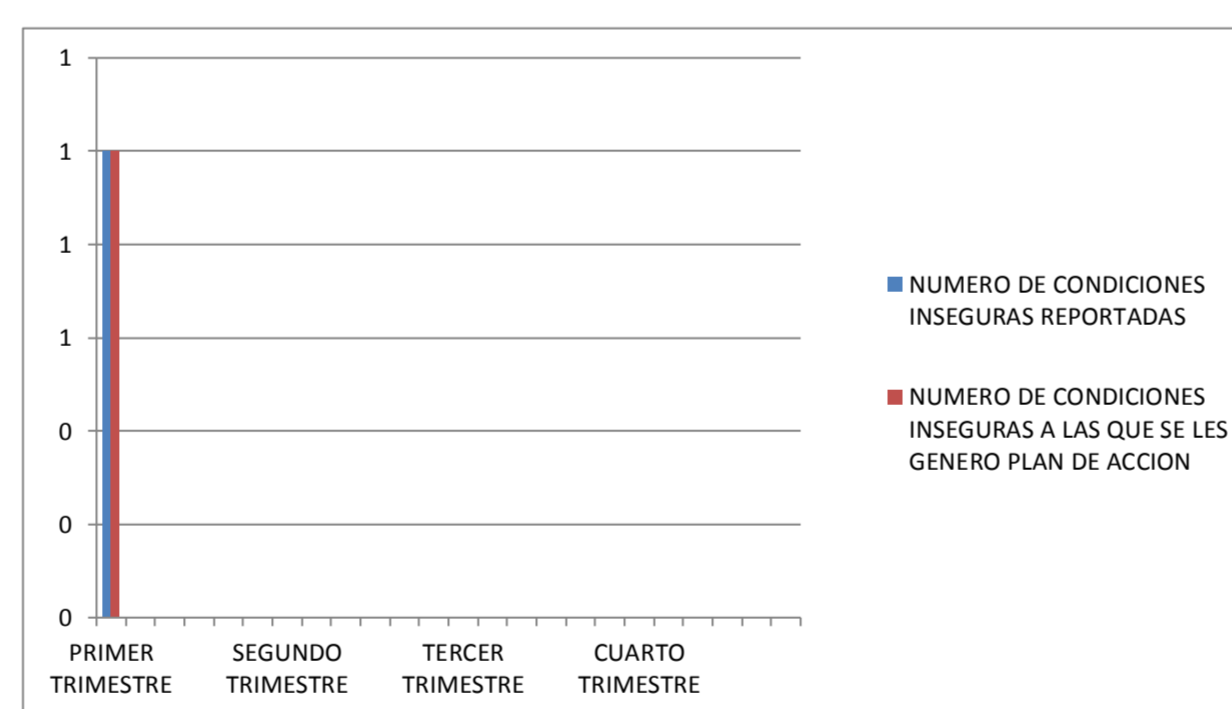 1
1
1
1
0
0
0
PRIMER TRIMESTRE
SEGUNDO TRIMESTRE
TERCER TRIMESTRE
CUARTO TRIMESTRE
NUMERO DE CONDICIONES
INSEGURAS REPORTADAS
NUMERO DE CONDICIONES
INSEGURAS A LAS QUE SE LES
GENERO PLAN DE ACCION